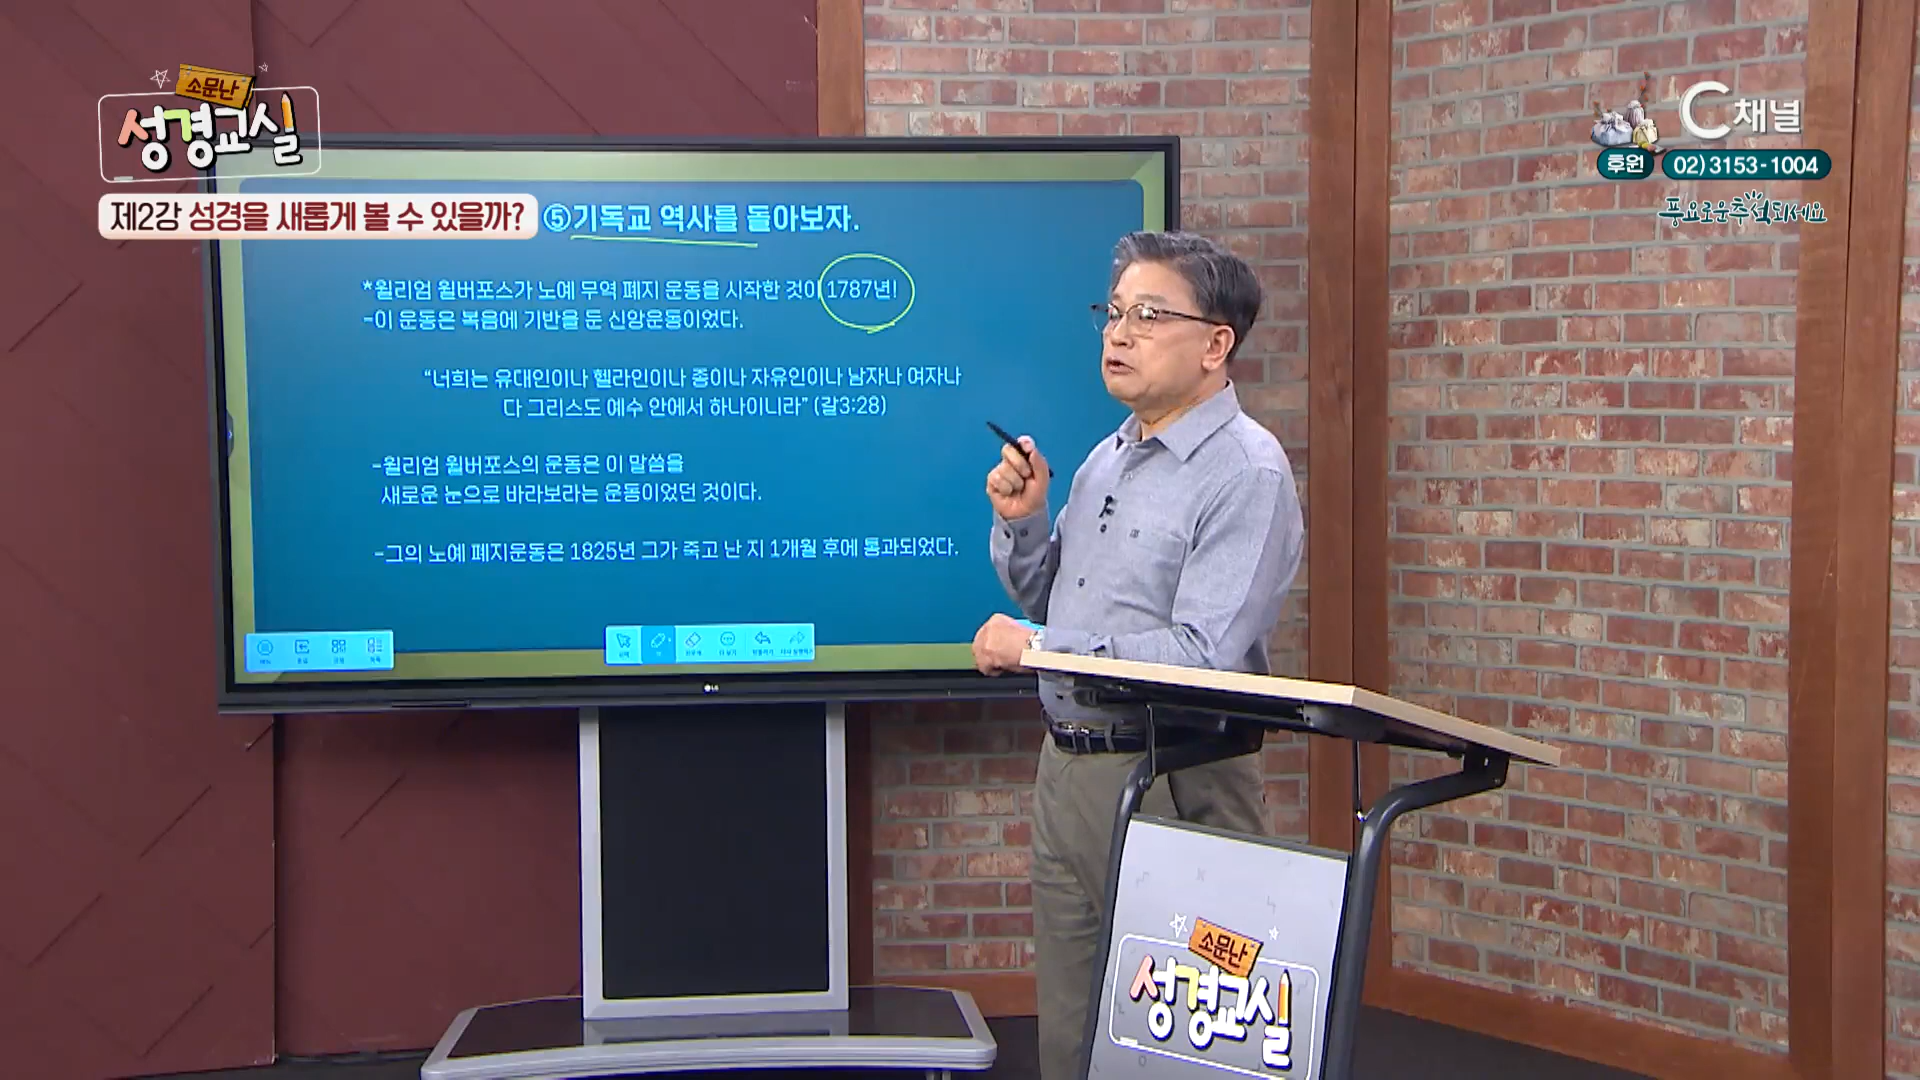 소문난
성경교실
제2강 성경을 새롭게 볼 수 있을까?
C채널
후원 02)3153-1004
풍요로운 추석되세요
⑤기독교 역사를 돌아보자.
*윌리엄 윌버포스가 노예 무역 폐지 운동을 시작한 것이 1787년!
-이 운동은 복음에 기반을 둔 신앙운동이었다.
“너희는 유대인이나 헬라인이나 종이나 자유인이나 남자나 여자나
다 그리스도 예수 안에서 하나이니라” (갈3:28)
-윌리엄 윌버포스의 운동은 이 말씀을
새로운 눈으로 바라보라는 운동이었던 것이다.
-그의 노예 폐지운동은 1825년 그가 죽고 난 지 1개월 후에 통과되었다.
LG
소문난
성경교실